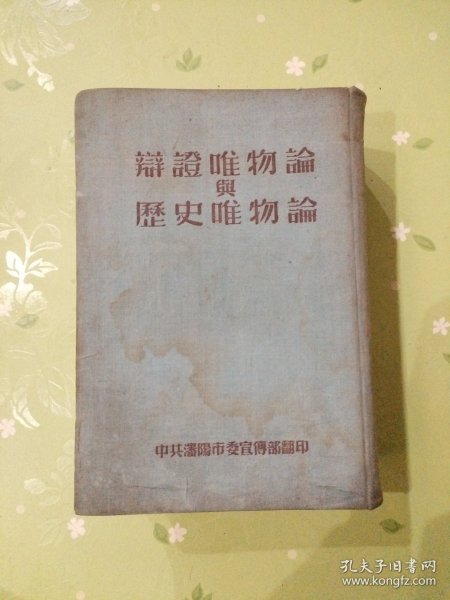 辯證唯物論
與
歷史唯物論
中共瀋陽市委宣傳部翻印
孔夫子旧书网
www.kongfz.com